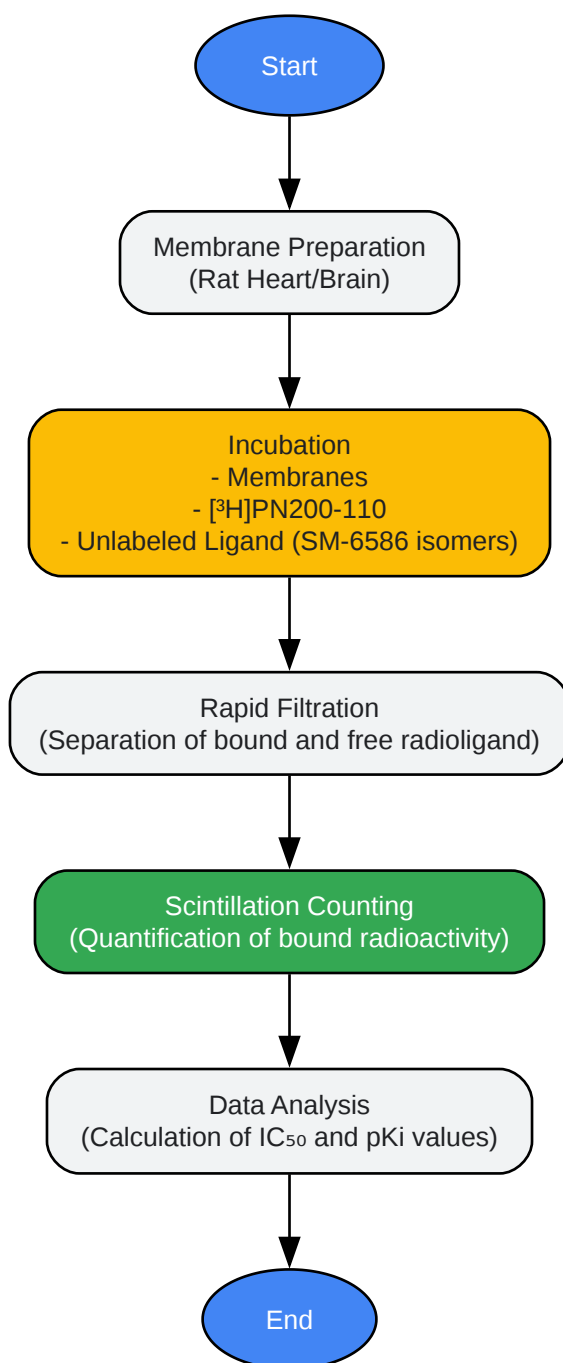 Start
Membrane Preparation
(Rat Heart/Brain)
Incubation
- Membranes
- [³H]PN200-110
- Unlabeled Ligand (SM-6586 isomers)
Rapid Filtration
(Separation of bound and free radioligand)
Scintillation Counting
(Quantification of bound radioactivity)
Data Analysis
(Calculation of IC₅₀ and pKi values)
End